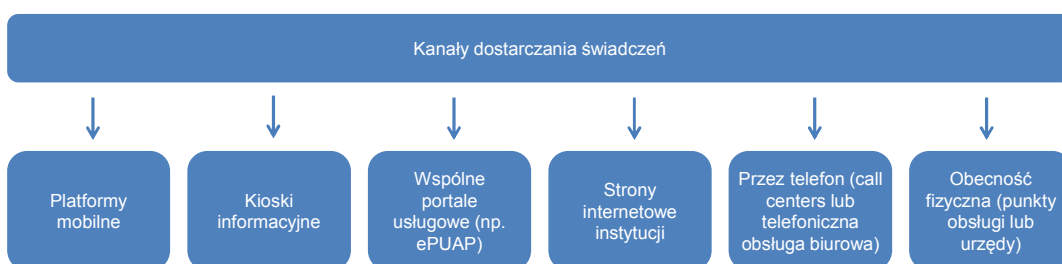 Kanały dostarczania świadczeń
Platformy
mobilne
Kioski
informacyjne
Wspólne
portale
usługowe (np.
ePUAP)
Strony
internetowe
instytucji
Przez telefon (call
centers lub
telefoniczna
obsługa biurowa)
Obecność
fizyczna (punkty
obsługi lub
urzędy)